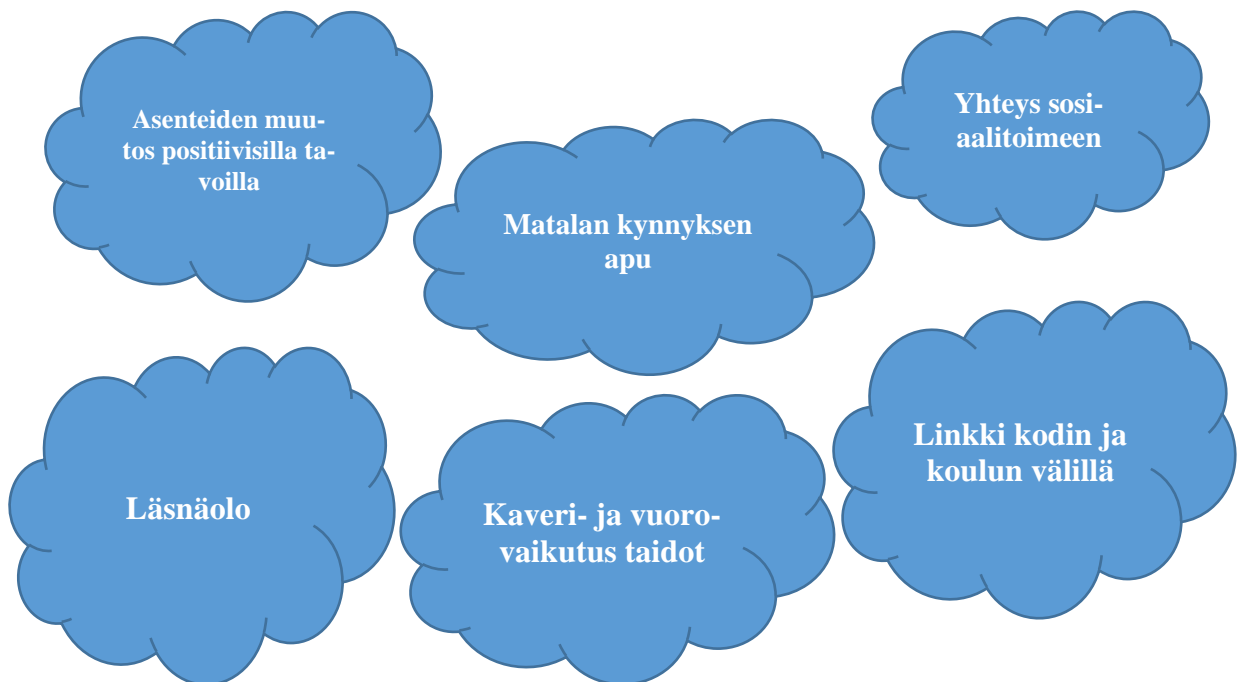 Asenteiden muu-
tos positiivisilla ta-
voilla
Matalan kynnyksen
apu
Yhteys sosi-
aalitoimeen
Läsnäolo
Kaveri- ja vuoro-
vaikutus taidot
Linkki kodin ja
koulun välillä